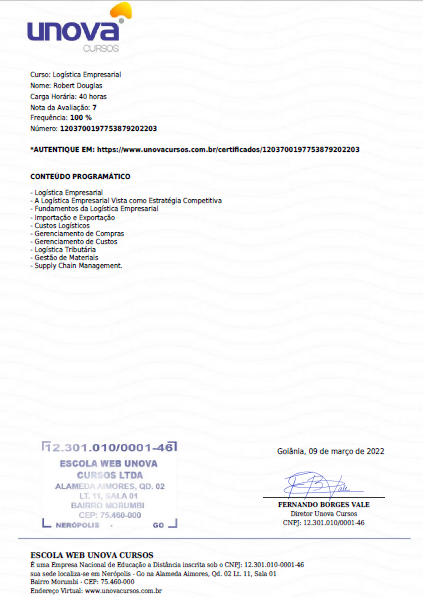 unova
CURSOS
Curso: Logística Empresarial
Nome: Robert Douglas
Carga Horária: 40 horas
Nota da Avaliação: 7
Frequência: 100 %
Número: 1203700197753879202203
*AUTENTIQUE EM: https://www.unovacursos.com.br/certificados/1203700197753879202203
CONTEÚDO PROGRAMÁTICO
- Logística Empresarial
- A Logística Empresarial Vista como Estratégia Competitiva
- Fundamentos da Logística Empresarial
- Importação e Exportação
- Custos Logísticos
- Gerenciamento de Compras
- Gerenciamento de Custos
- Logística Tributária
- Gestão de Materiais
- Supply Chain Management.
12.301.010/0001-46
ESCOLA WEB UNOVA
CURSOS LTDA
ALAMEDA AIMORES, QD. 02
LT. 11, SALA 01
BAIRRO MORUMBI
CEP: 75.460-000
NERÓPOLIS - GO
Goiânia, 09 de março de 2022
FERNANDO BORGES VALE
Diretor Unova Cursos
CNPJ: 12.301.010/0001-46
ESCOLA WEB UNOVA CURSOS
É uma Empresa Nacional de Educação a Distância inscrita sob o CNPJ: 12.301.010-0001-46
sua sede localiza-se em Nerópolis - Go na Alameda Aimores, Qd. 02 Lt. 11, Sala 01
Bairro Morumbi - CEP: 75.460-000
Endereço Virtual: www.unovacursos.com.br